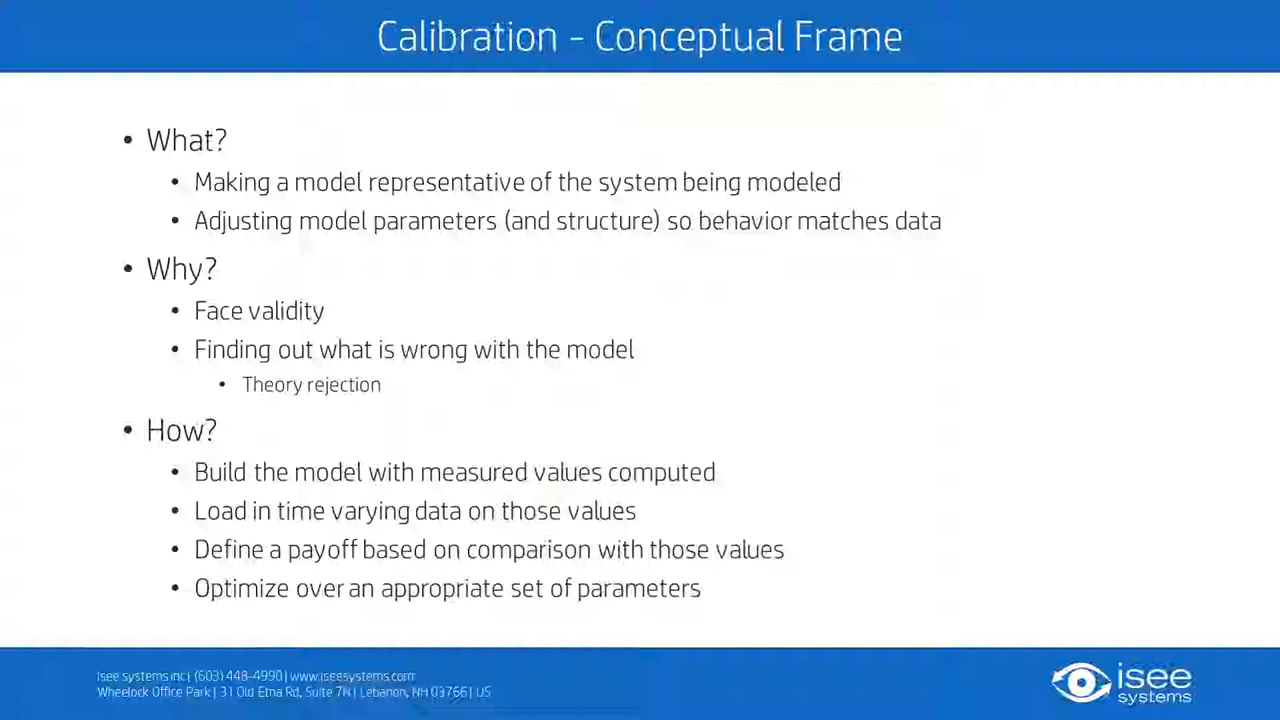 Calibration – Conceptual Frame
• What?
• Making a model representative of the system being modeled
• Adjusting model parameters (and structure) so behavior matches data
• Why?
• Face validity
• Finding out what is wrong with the model
• Theory rejection
• How?
• Build the model with measured values computed
• Load in time varying data on those values
• Define a payoff based on comparison with those values
• Optimize over an appropriate set of parameters
Isee systems inc | (603) 448-4990 | www.iseesystems.com
Wheelock Office Park | 31 Old Etna Rd, Suite 7N | Lebanon, NH 03766 | US
isee
systems